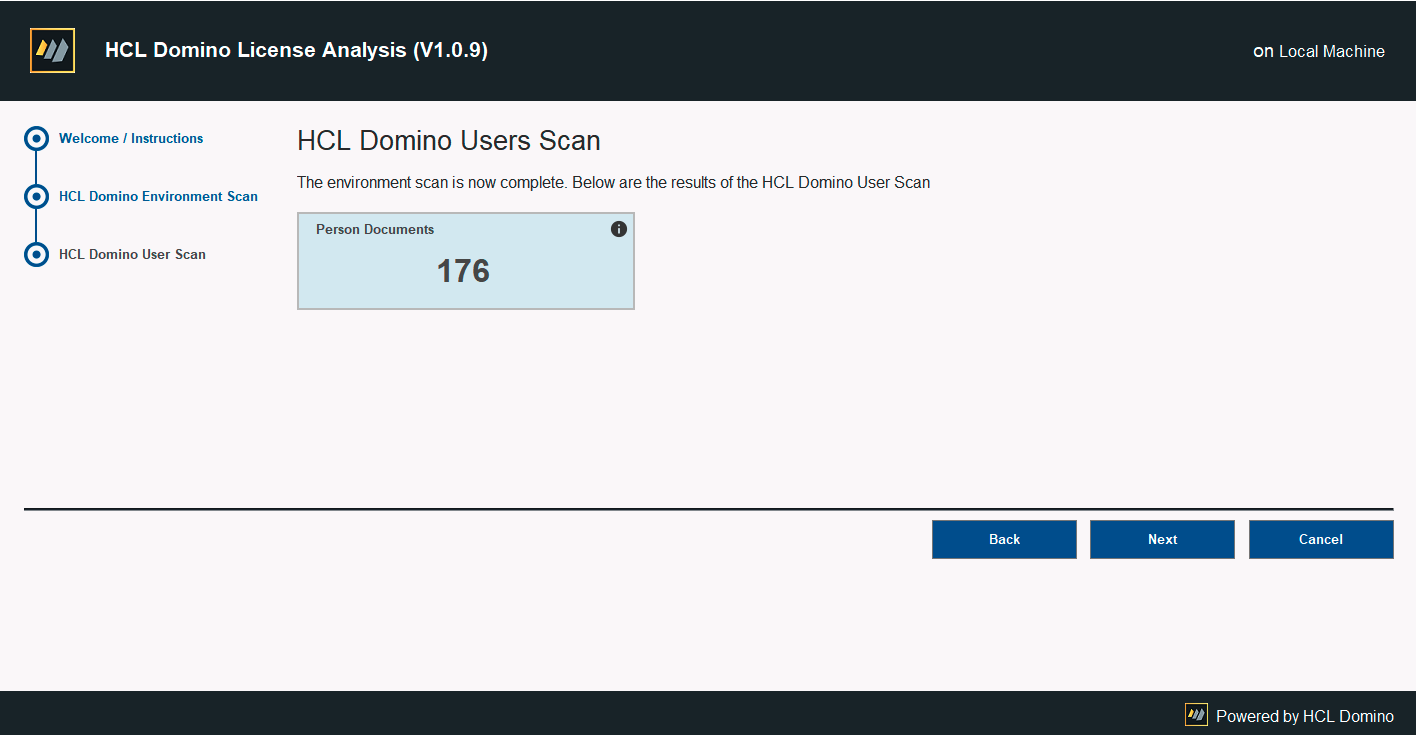 HCL Domino License Analysis (V1.0.9)
on Local Machine
Welcome / Instructions
HCL Domino Environment Scan
HCL Domino User Scan
HCL Domino Users Scan
The environment scan is now complete. Below are the results of the HCL Domino User Scan
Person Documents
176
Back
Next
Cancel
Powered by HCL Domino